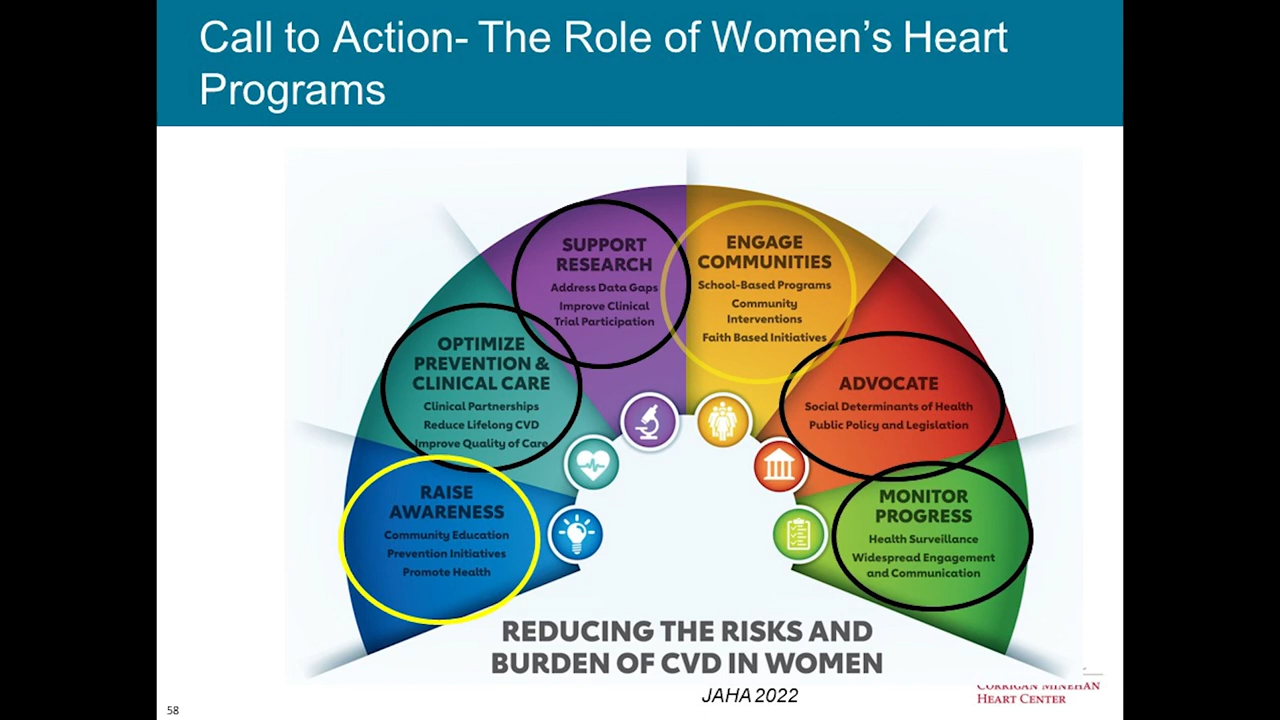 Call to Action- The Role of Women’s Heart
Programs
SUPPORT
RESEARCH
Address Data Gaps
Improve Clinical
Trial Participation
ENGAGE
COMMUNITIES
School-Based Programs
Community
Interventions
Faith Based Initiatives
OPTIMIZE
PREVENTION &
CLINICAL CARE
Clinical Partnerships
Reduce Lifelong CVD
Improve Quality of Care
ADVOCATE
Social Determinants of Health
Public Policy and Legislation
RAISE
AWARENESS
Community Education
Prevention Initiatives
Promote Health
MONITOR
PROGRESS
Health Surveillance
Widespread Engagement
and Communication
REDUCING THE RISKS AND
BURDEN OF CVD IN WOMEN
JAHA 2022
CORRIGAN MINEHAN
HEART CENTER
58